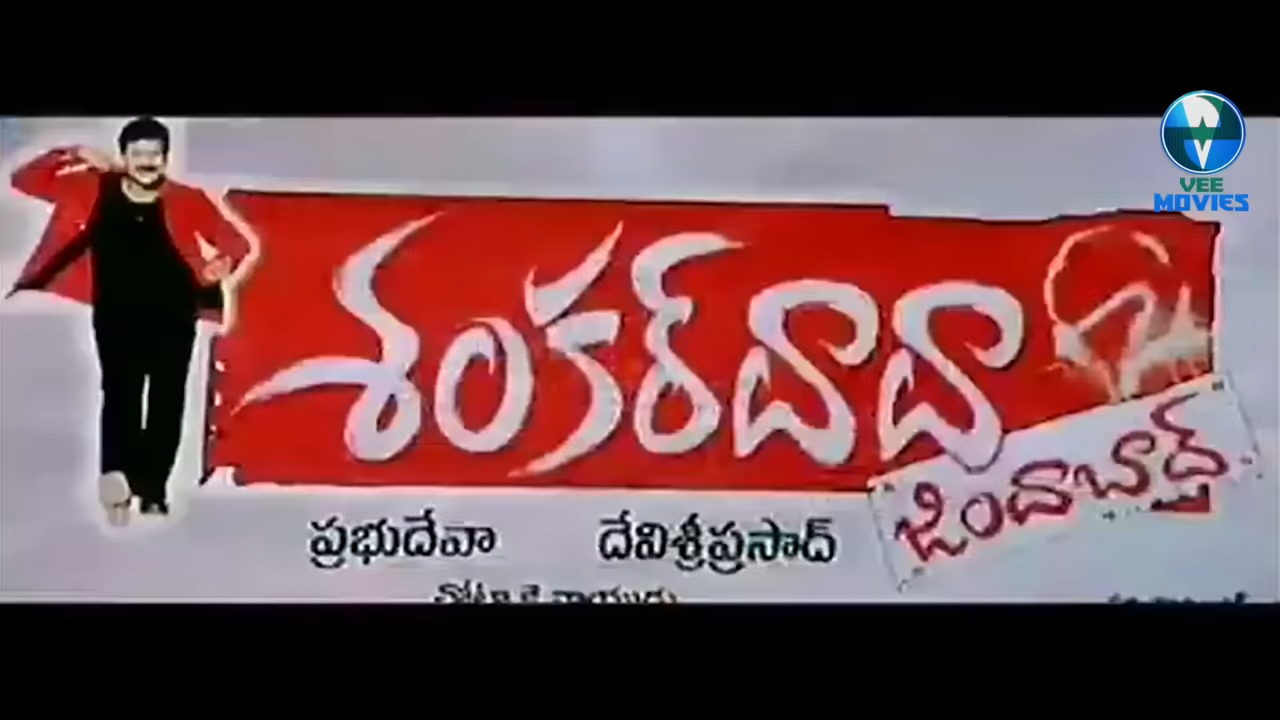 VEE
MOVIES
శంకర్ దాదా
జిందాబాద్
ప్రభుదేవా దేవిశ్రీప్రసాద్
చోటా కె నాయుడు